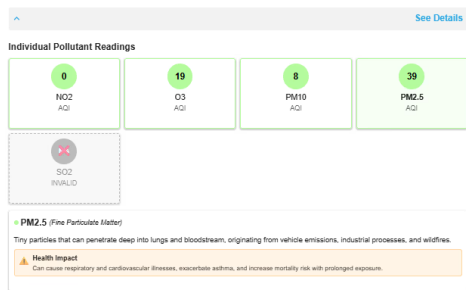 See Details
Individual Pollutant Readings
0
NO2
AQI
19
O3
AQI
8
PM10
AQI
39
PM2.5
AQI
SO2
INVALID
PM2.5 (Fine Particulate Matter)
Tiny particles that can penetrate deep into lungs and bloodstream, originating from vehicle emissions, industrial processes, and wildfires.
Health Impact
Can cause respiratory and cardiovascular illnesses, exacerbate asthma, and increase mortality risk with prolonged exposure.